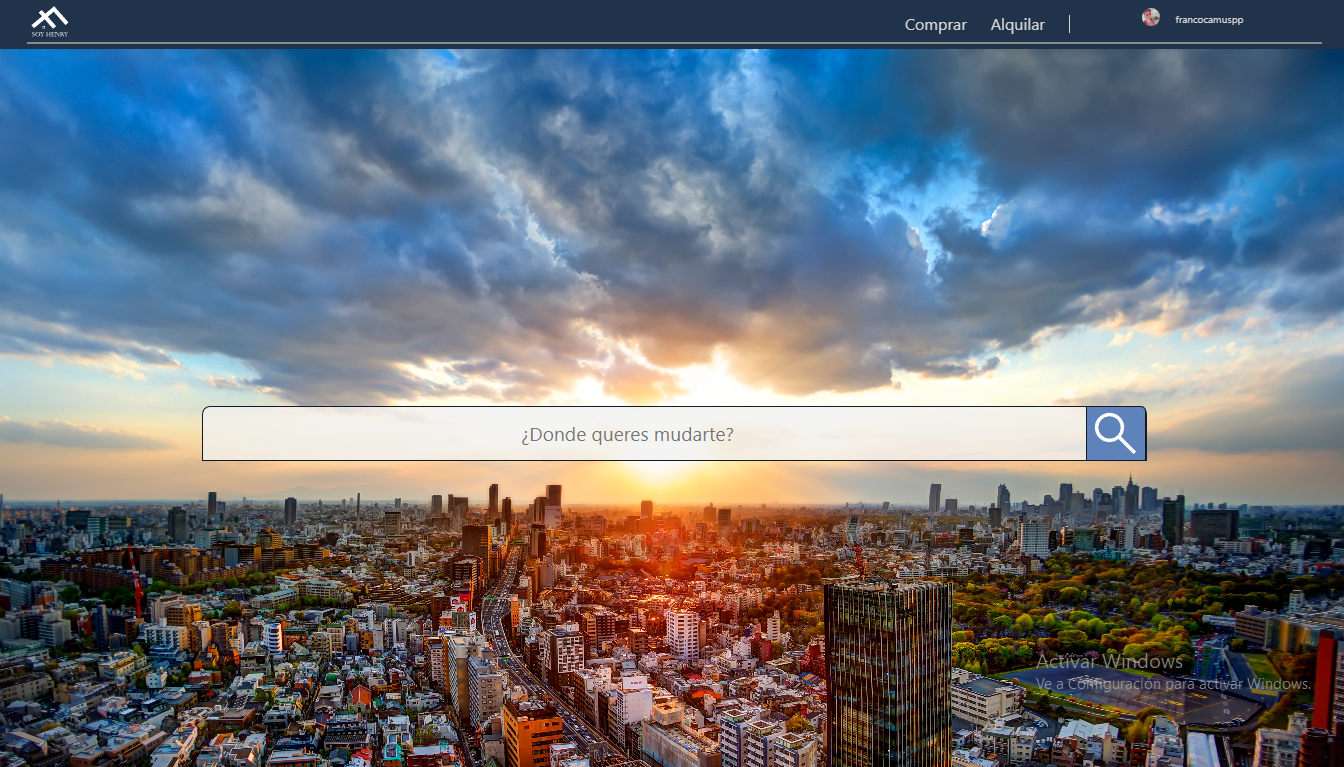 SOY HENRY
Comprar
Alquilar
francocamuspp
¿Donde queres mudarte?
Activar Windows
Ve a Configuración para activar Windows.